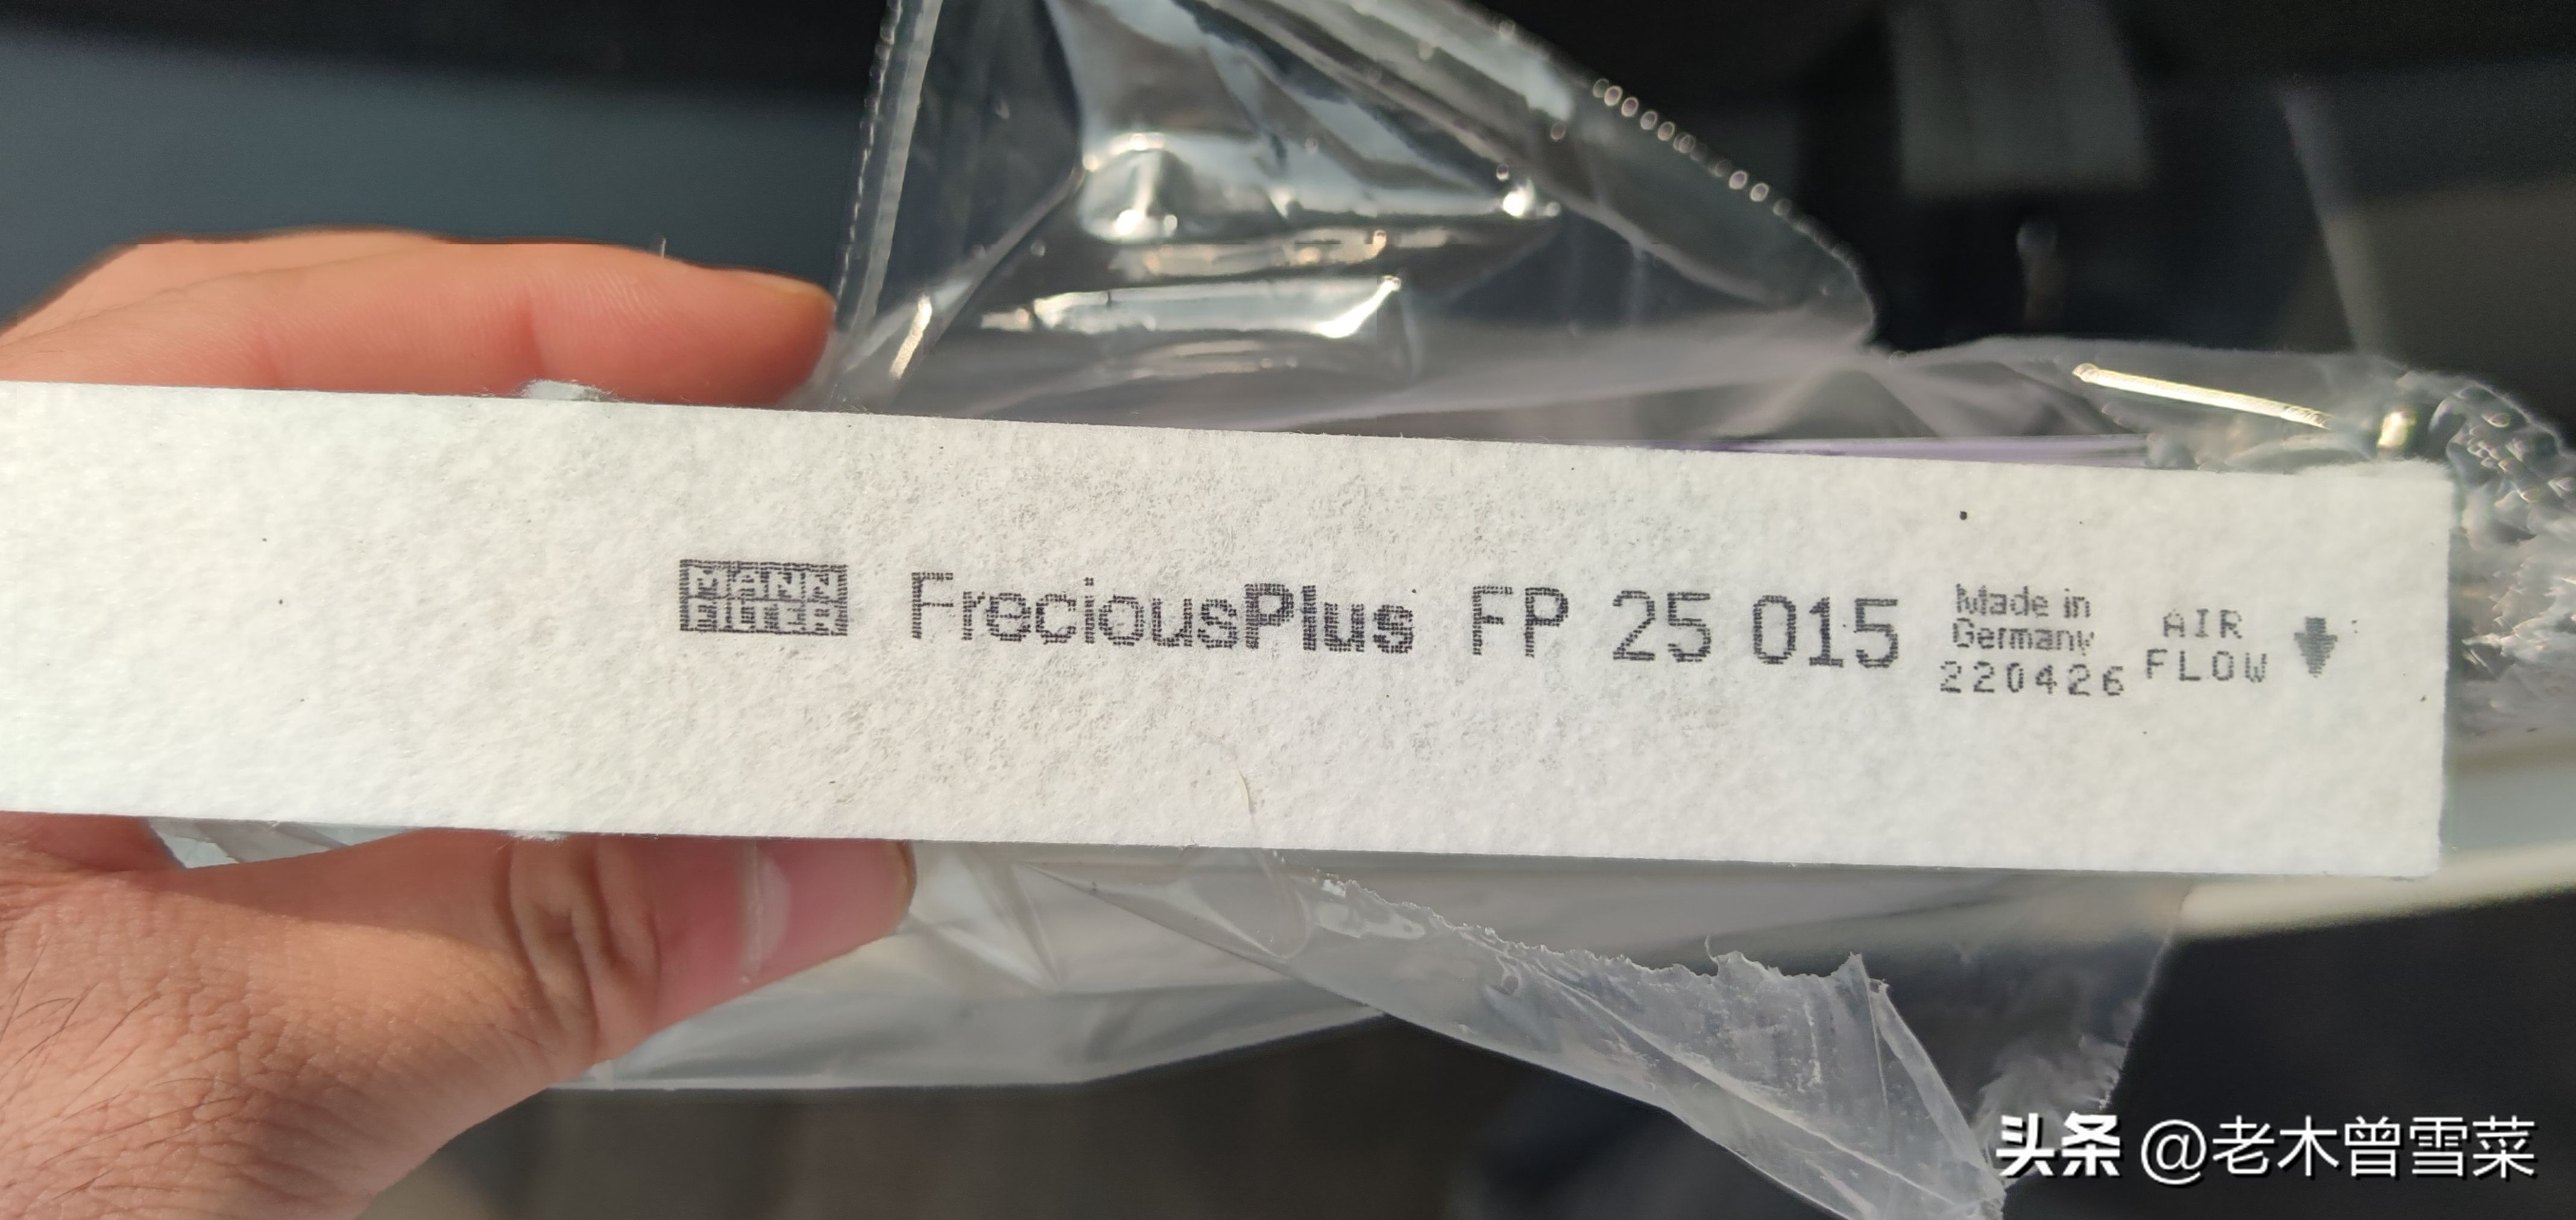 MANN
FILTER
FreciousPlus FP 25 015
Made in
Germany
220426
AIR
FLOW
头条 @老木曾雪菜